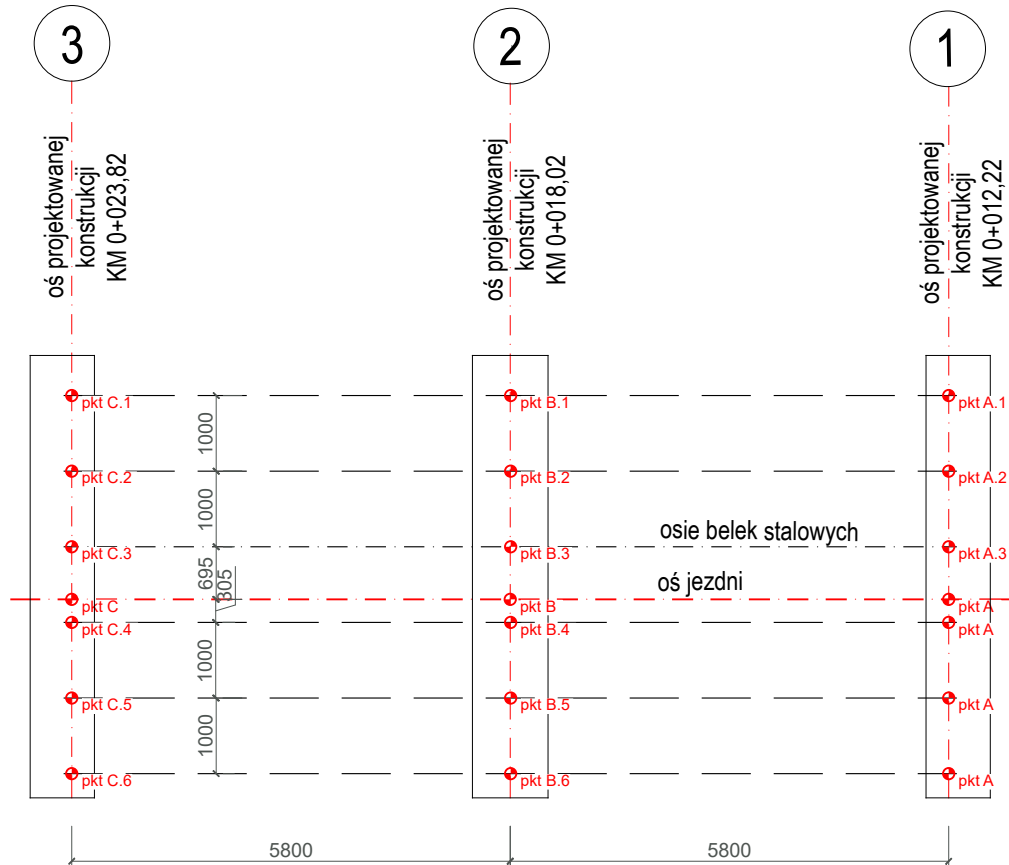 3
2
1
oś projektowanej
konstrukcji
KM 0+023,82
oś projektowanej
konstrukcji
KM 0+018,02
oś projektowanej
konstrukcji
KM 0+012,22
pkt C.1
pkt B.1
pkt A.1
1000
pkt C.2
pkt B.2
pkt A.2
1000
osie belek stalowych
pkt C.3
pkt B.3
pkt A.3
695
305
oś jezdni
pkt C
pkt B
pkt A
pkt C.4
pkt B.4
pkt A
1000
pkt C.5
pkt B.5
pkt A
1000
pkt C.6
pkt B.6
pkt A
5800
5800